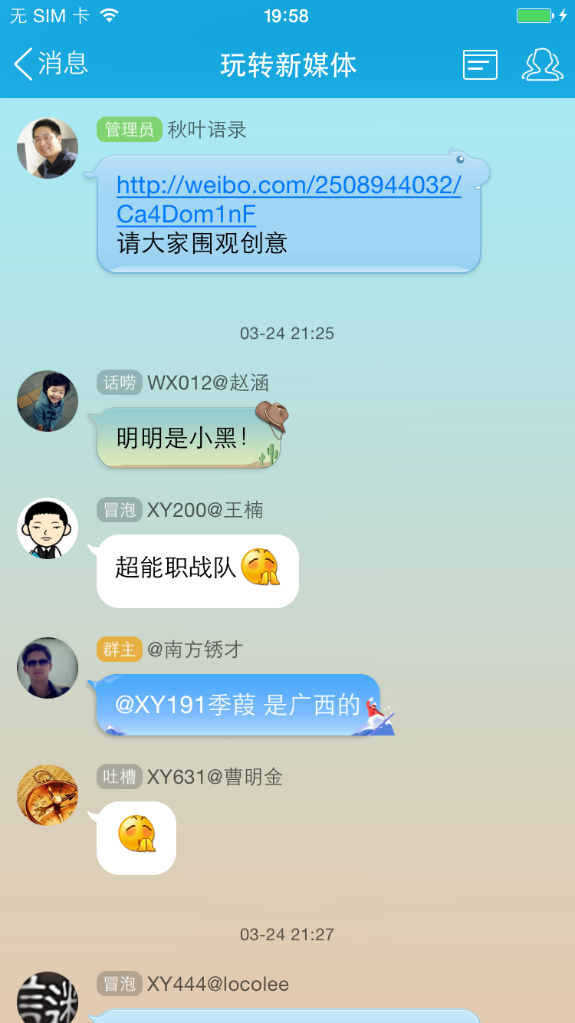 无 SIM 卡
19:58
消息
玩转新媒体
管理员 秋叶语录
http://weibo.com/2508944032/
Ca4Dom1nF
请大家围观创意
03-24 21:25
话唠 WX012@赵涵
明明是小黑！
冒泡 XY200@王楠
超能职战队
群主 @南方锈才
@XY191季葭 是广西的
吐槽 XY631@曹明金
03-24 21:27
冒泡 XY444@locolee